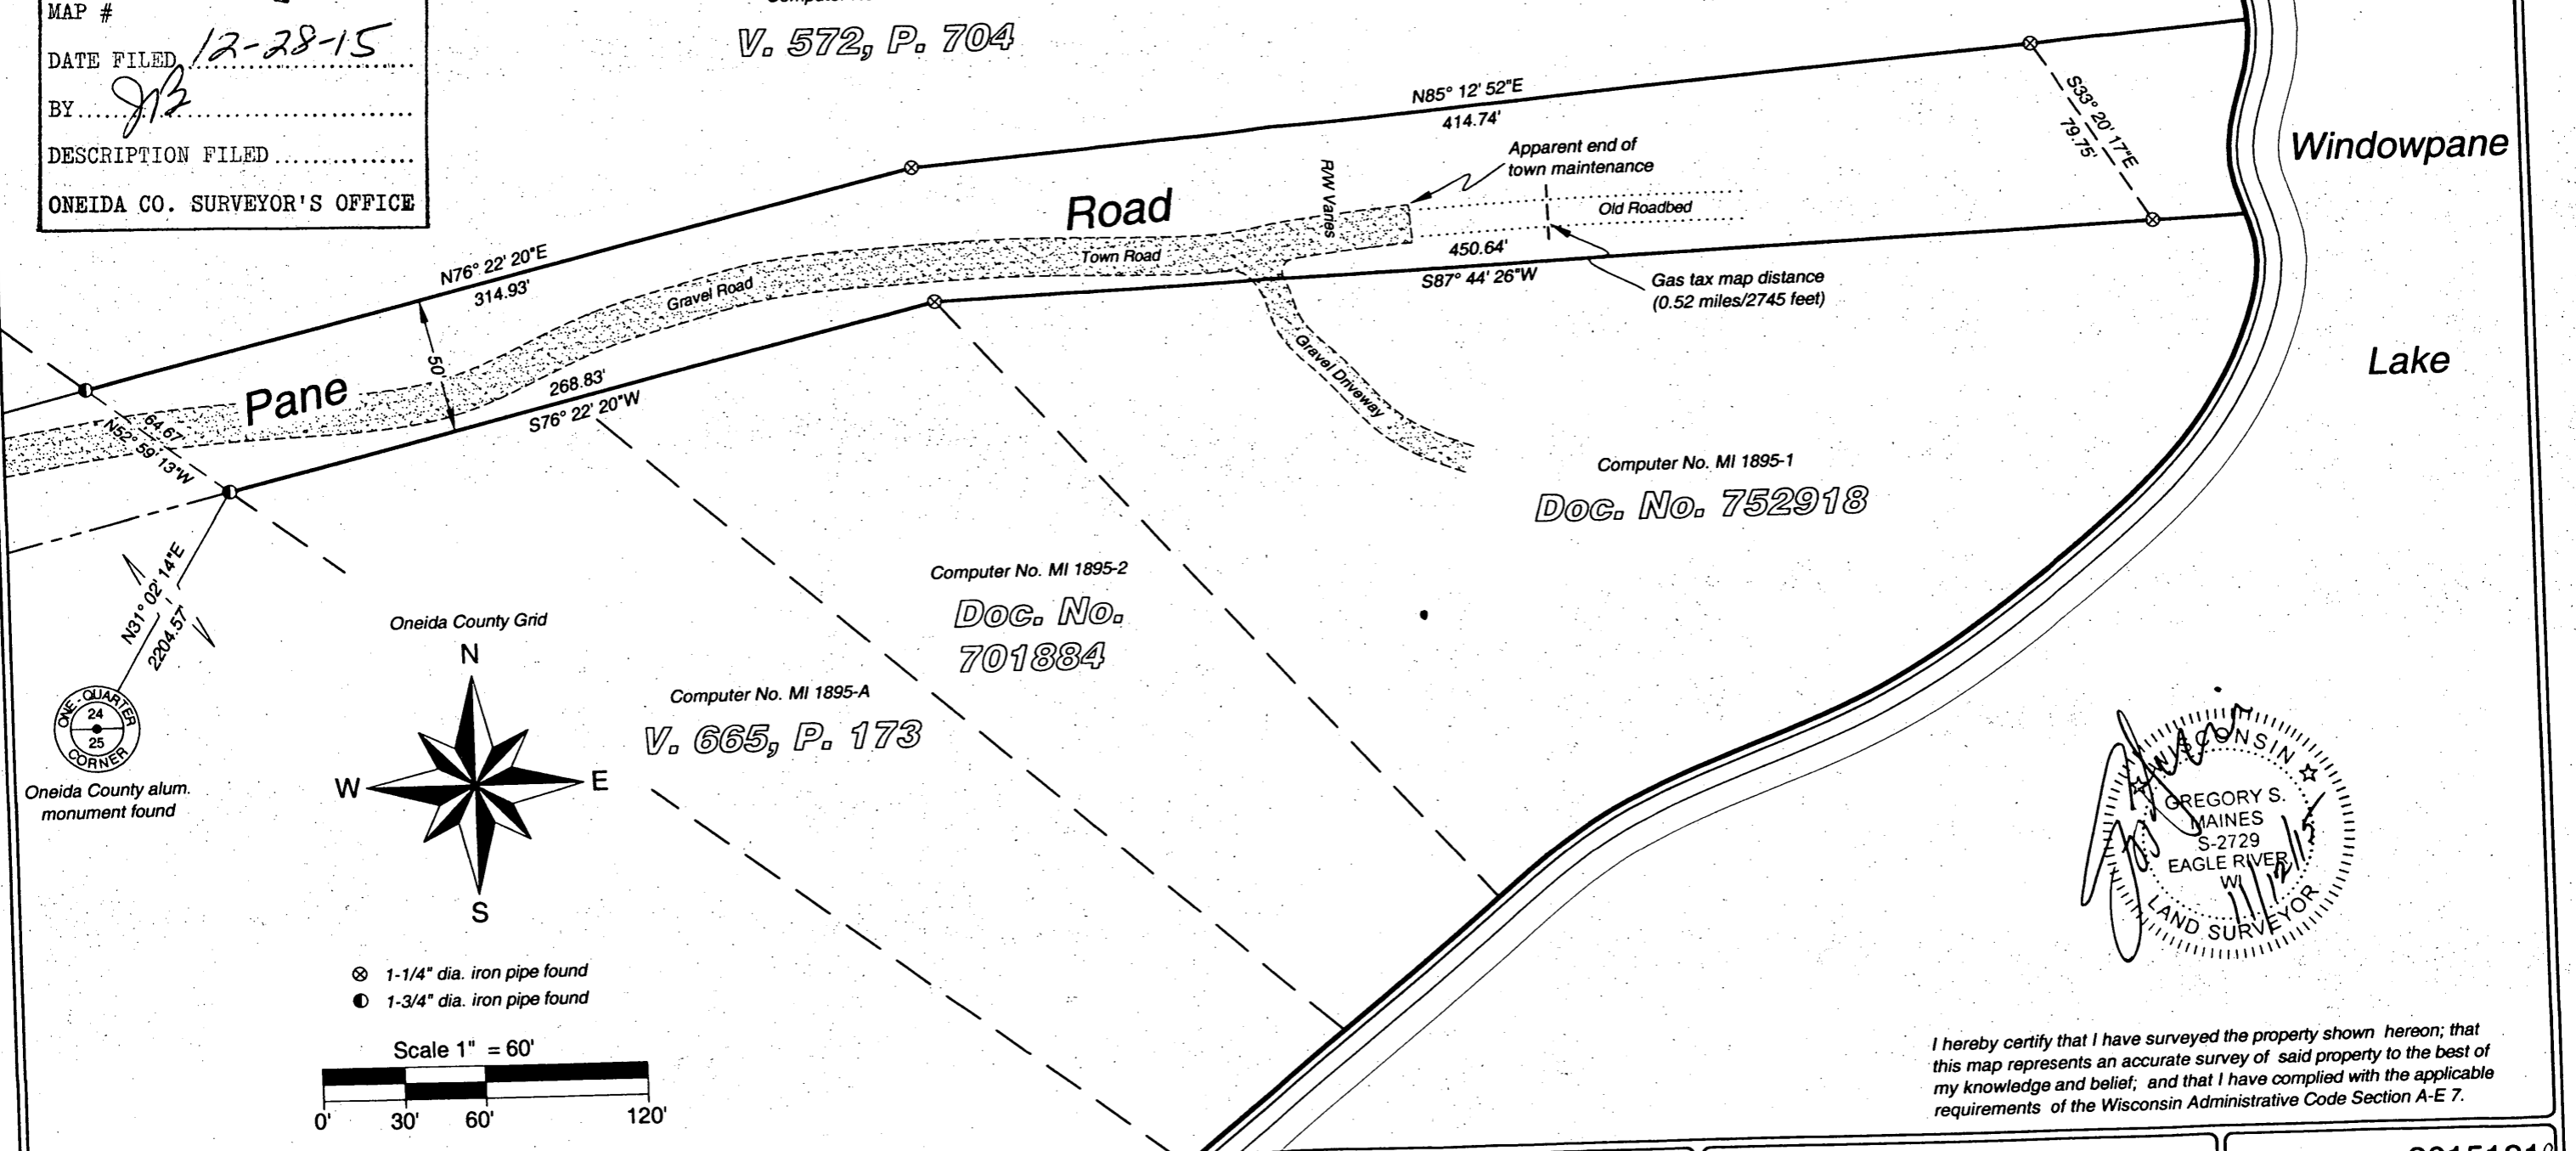 MAP #
DATE FILED 12-28-15
BY JB
DESCRIPTION FILED
ONEIDA CO. SURVEYOR'S OFFICE
V. 572, P. 704
N85° 12' 52"E
414.74'
S33° 20' 17"E
79.75'
Windowpane
Lake
Apparent end of
town maintenance
R/W Varies
Old Roadbed
Road
Town Road
450.64'
S87° 44' 26"W
Gas tax map distance
(0.52 miles/2745 feet)
N76° 22' 20"E
314.93'
Gravel Road
50'
Pane
268.83'
S76° 22' 20"W
64.67'
N52° 59' 13"W
Gravel Driveway
Computer No. MI 1895-1
Doc. No. 752918
Computer No. MI 1895-2
Doc. No.
701884
Computer No. MI 1895-A
V. 665, P. 173
N31° 02' 14"E
2204.57'
ONE-QUARTER
24
25
CORNER
Oneida County alum.
monument found
Oneida County Grid
N
W
E
S
1-1/4" dia. iron pipe found
1-3/4" dia. iron pipe found
Scale 1" = 60'
0' 30' 60' 120'
WISCONSIN
GREGORY S.
MAINES
S-2729
EAGLE RIVER
WI
LAND SURVEYOR
I hereby certify that I have surveyed the property shown hereon; that
this map represents an accurate survey of said property to the best of
my knowledge and belief; and that I have complied with the applicable
requirements of the Wisconsin Administrative Code Section A-E 7.